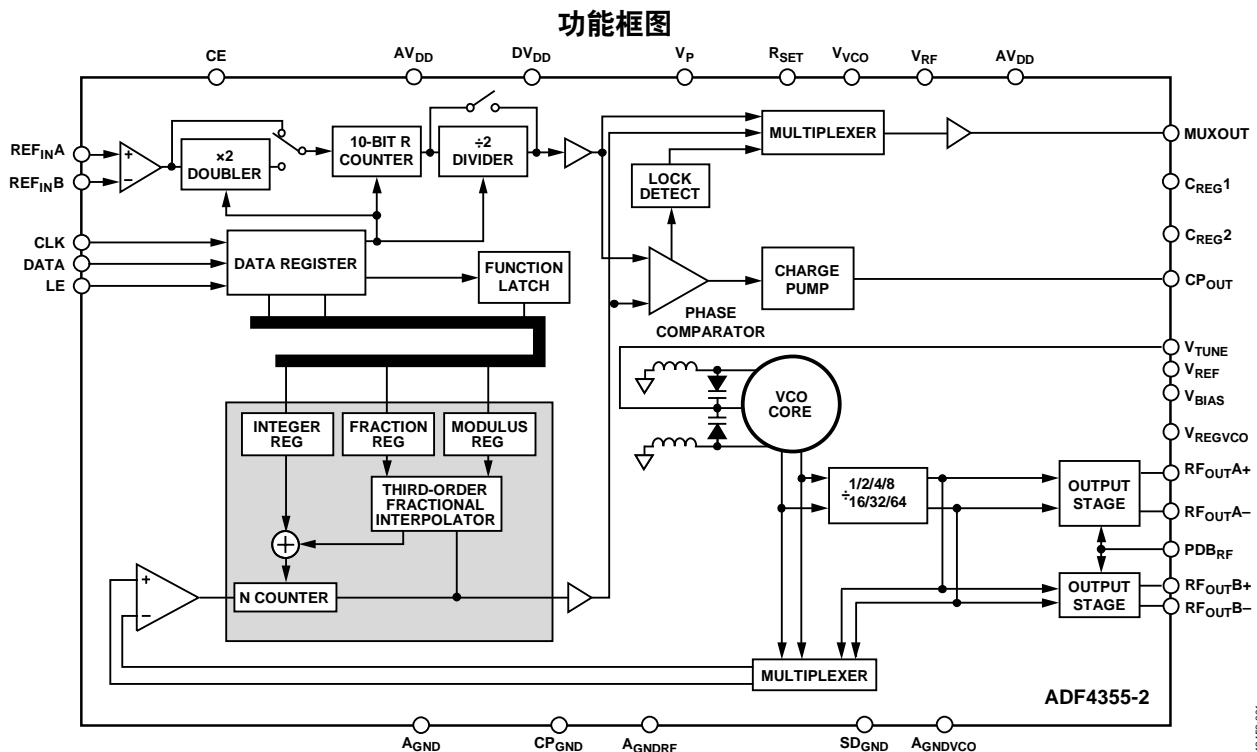 功能框图
CE
AVDD
DVDD
VP
RSET
VVCO
VRF
AVDD
REFINA
REFINB
+
−
×2
DOUBLER
10-BIT R
COUNTER
÷2
DIVIDER
MULTIPLEXER
MUXOUT
LOCK
DETECT
CREG1
CREG2
CLK
DATA
LE
DATA REGISTER
FUNCTION
LATCH
CHARGE
PUMP
CPOUT
PHASE
COMPARATOR
VTUNE
VREF
VBIAS
VREGVCO
VCO
CORE
INTEGER
REG
FRACTION
REG
MODULUS
REG
THIRD-ORDER
FRACTIONAL
INTERPOLATOR
+
÷ 1/2/4/8
16/32/64
OUTPUT
STAGE
RFOUTA+
RFOUTA–
PDBRF
+
−
N COUNTER
OUTPUT
STAGE
RFOUTB+
RFOUTB–
MULTIPLEXER
ADF4355-2
AGND
CPGND
AGNDRF
SDGND
AGNDVCO